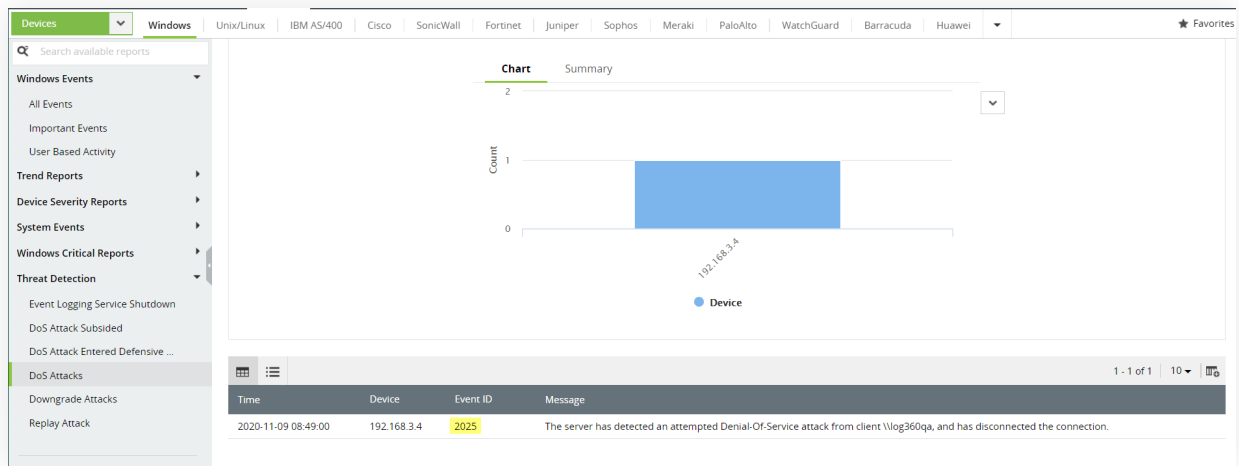 Devices Windows Unix/Linux IBM AS/400 Cisco SonicWall Fortinet Juniper Sophos Meraki PaloAlto WatchGuard Barracuda Huawei Favorites
Search available reports
Windows Events
All Events
Important Events
User Based Activity
Trend Reports
Device Severity Reports
System Events
Windows Critical Reports
Threat Detection
Event Logging Service Shutdown
DoS Attack Subsided
DoS Attack Entered Defensive ...
DoS Attacks
Downgrade Attacks
Replay Attack
Chart Summary
2
1
0
Count
192.168.3.4
Device
1 - 1 of 1 10
Time Device Event ID Message
2020-11-09 08:49:00 192.168.3.4 2025 The server has detected an attempted Denial-Of-Service attack from client \\log360qa, and has disconnected the connection.